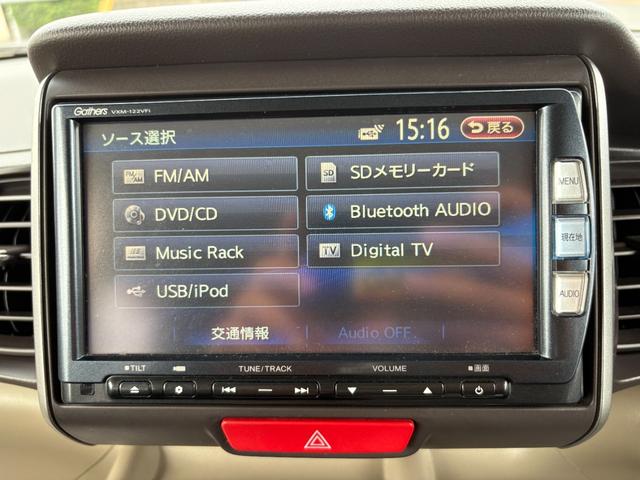 Gathers VXM-122VFi
ソース選択 15:16 戻る
FM/AM SDメモリーカード
DVD/CD Bluetooth AUDIO
Music Rack TV Digital TV
USB/iPod
交通情報 Audio OFF
MENU
現在地
AUDIO
TILT TUNE/TRACK VOLUME 画面